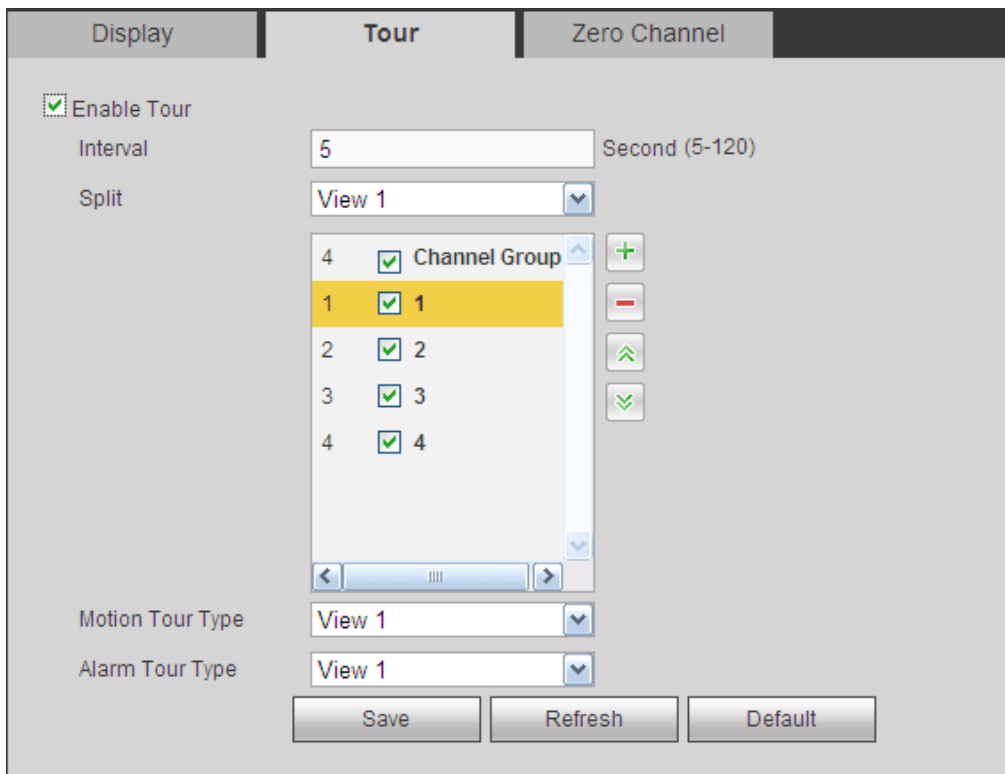 Display Tour Zero Channel
Enable Tour
Interval 5 Second (5-120)
Split View 1
4 Channel Group
1 1
2 2
3 3
4 4
Motion Tour Type View 1
Alarm Tour Type View 1
Save Refresh Default